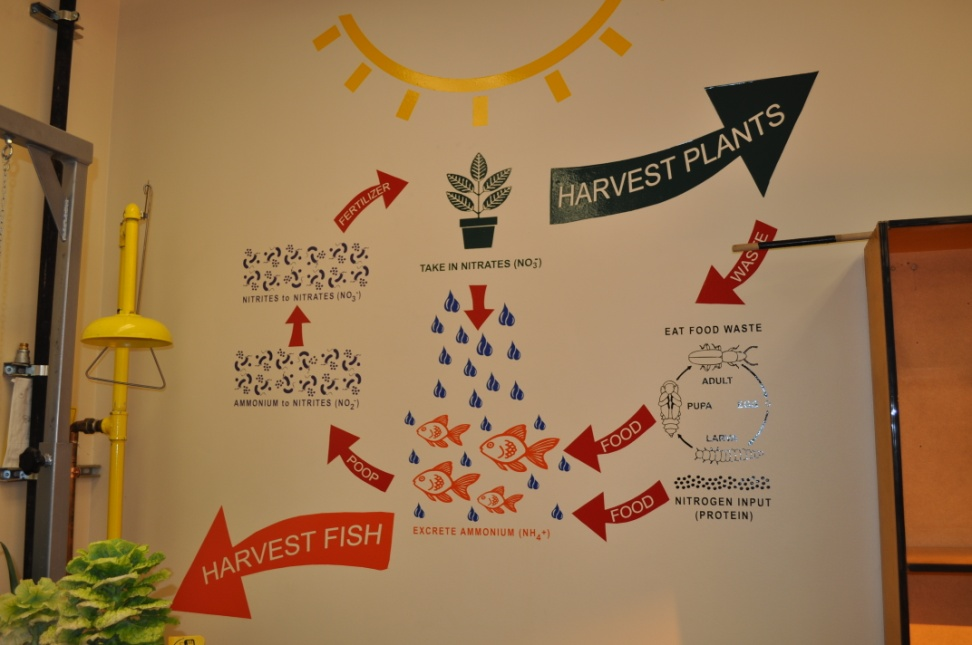 HARVEST PLANTS
FERTILIZER
WASTE
TAKE IN NITRATES (NO₃⁻)
NITRITES to NITRATES (NO₃⁻)
EAT FOOD WASTE
ADULT
PUPA
EGG
LARVA
AMMONIUM to NITRITES (NO₂⁻)
FOOD
POOP
FOOD
NITROGEN INPUT
(PROTEIN)
EXCRETE AMMONIUM (NH₄⁺)
HARVEST FISH